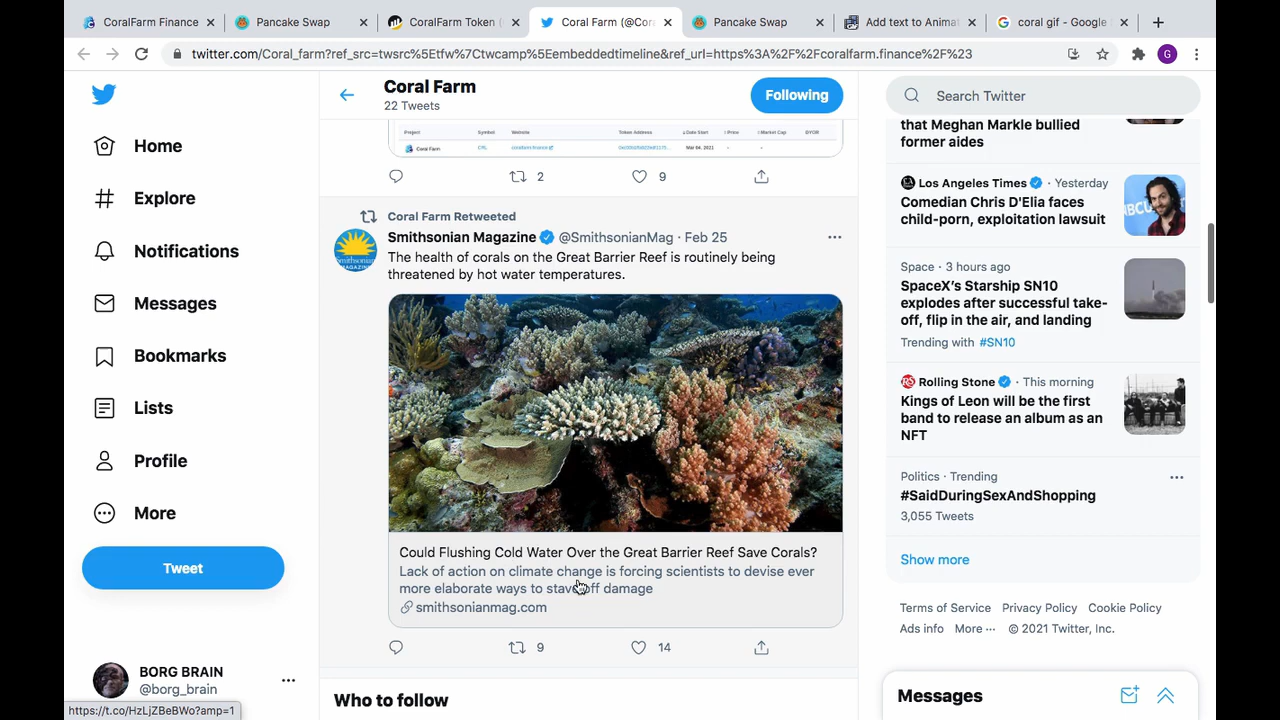 CoralFarm Finance
Pancake Swap
CoralFarm Token (
Coral Farm (@Cora
Pancake Swap
Add text to Animat
coral gif - Google S
twitter.com/Coral_farm?ref_src=twsrc%5Etfw%7Ctwcamp%5Eembeddedtimeline&ref_url=https%3A%2F%2Fcoralfarm.finance%2F%23
G
Home
Explore
Notifications
Messages
Bookmarks
Lists
Profile
More
Tweet
BORG BRAIN
@borg_brain
https://t.co/HzLjZBeBWo?amp=1
Coral Farm
22 Tweets
Following
Project Symbol Website Token Address Date Start Price Market Cap DYOR
Coral Farm CRL coralfarm.finance Mar 04, 2021 - -
2 9
Coral Farm Retweeted
Smithsonian Magazine @SmithsonianMag · Feb 25
The health of corals on the Great Barrier Reef is routinely being
threatened by hot water temperatures.
Smithsonian
MAGAZINE
Could Flushing Cold Water Over the Great Barrier Reef Save Corals?
Lack of action on climate change is forcing scientists to devise ever
more elaborate ways to stave off damage
smithsonianmag.com
9 14
Who to follow
Search Twitter
that Meghan Markle bullied
former aides
Los Angeles Times · Yesterday
Comedian Chris D'Elia faces
child-porn, exploitation lawsuit
Space · 3 hours ago
SpaceX's Starship SN10
explodes after successful take-
off, flip in the air, and landing
Trending with #SN10
Rolling Stone · This morning
Kings of Leon will be the first
band to release an album as an
NFT
Politics · Trending
#SaidDuringSexAndShopping
3,055 Tweets
Show more
Terms of Service Privacy Policy Cookie Policy
Ads info More ··· © 2021 Twitter, Inc.
Messages